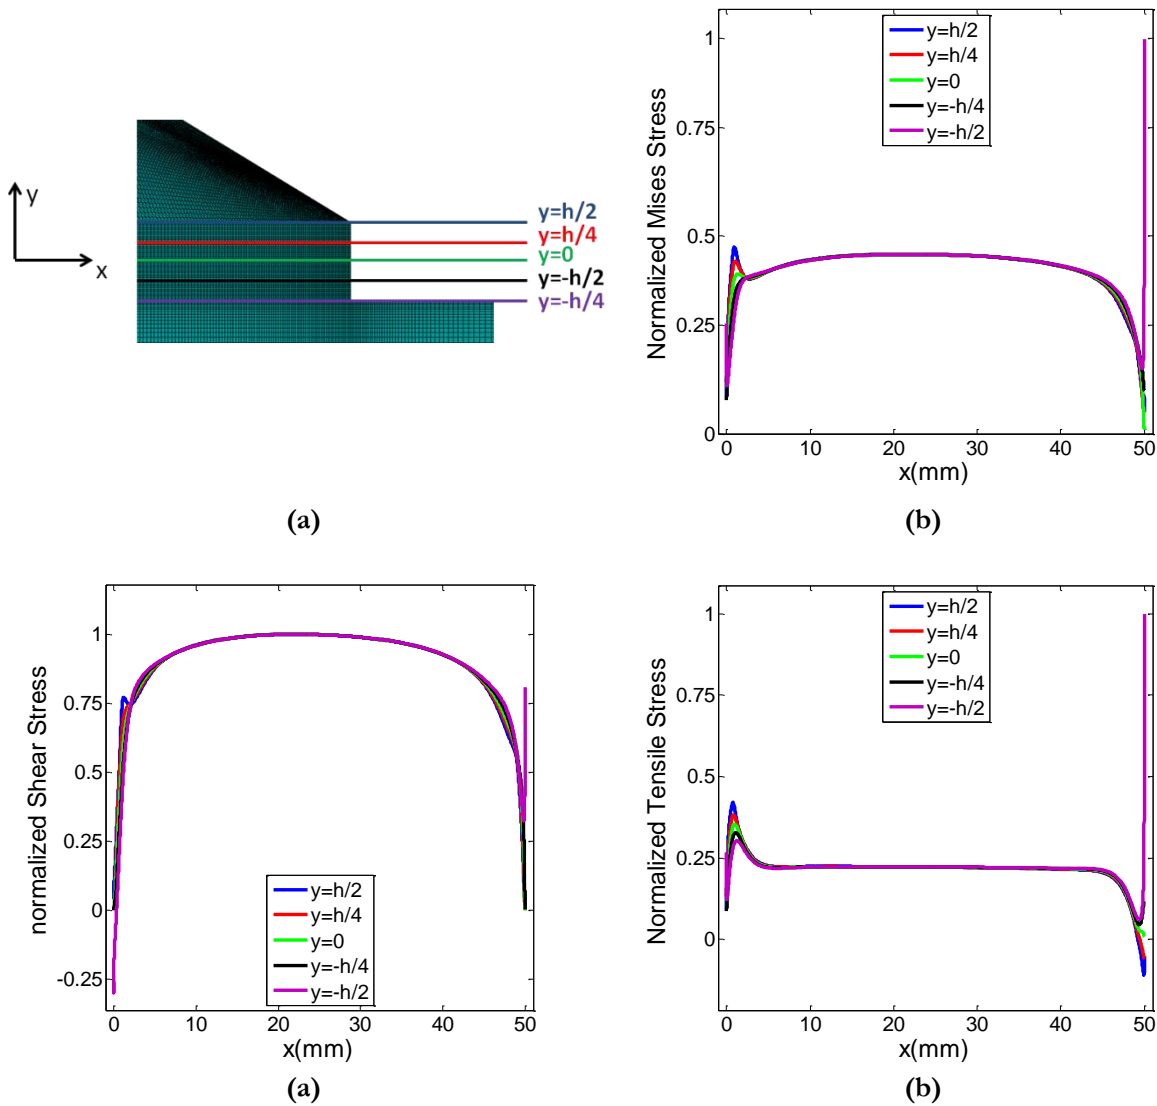 y
x
y=h/2
y=h/4
y=0
y=-h/2
y=-h/4
(a)
Normalized Mises Stress
1
0.75
0.5
0.25
0
y=h/2
y=h/4
y=0
y=-h/4
y=-h/2
0 10 20 30 40 50
x(mm)
(b)
normalized Shear Stress
1
0.75
0.5
0.25
0
-0.25
y=h/2
y=h/4
y=0
y=-h/4
y=-h/2
0 10 20 30 40 50
x(mm)
(a)
Normalized Tensile Stress
1
0.75
0.5
0.25
0
y=h/2
y=h/4
y=0
y=-h/4
y=-h/2
0 10 20 30 40 50
x(mm)
(b)